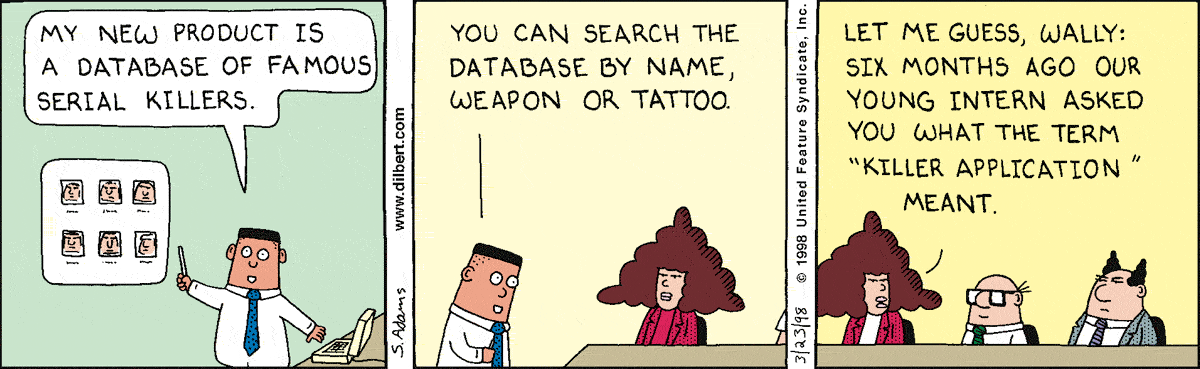 MY NEW PRODUCT IS
A DATABASE OF FAMOUS
SERIAL KILLERS.
S. Adams
www.dilbert.com
YOU CAN SEARCH THE
DATABASE BY NAME,
WEAPON OR TATTOO.
3/23/98 © 1998 United Feature Syndicate, Inc.
LET ME GUESS, WALLY:
SIX MONTHS AGO OUR
YOUNG INTERN ASKED
YOU WHAT THE TERM
"KILLER APPLICATION"
MEANT.